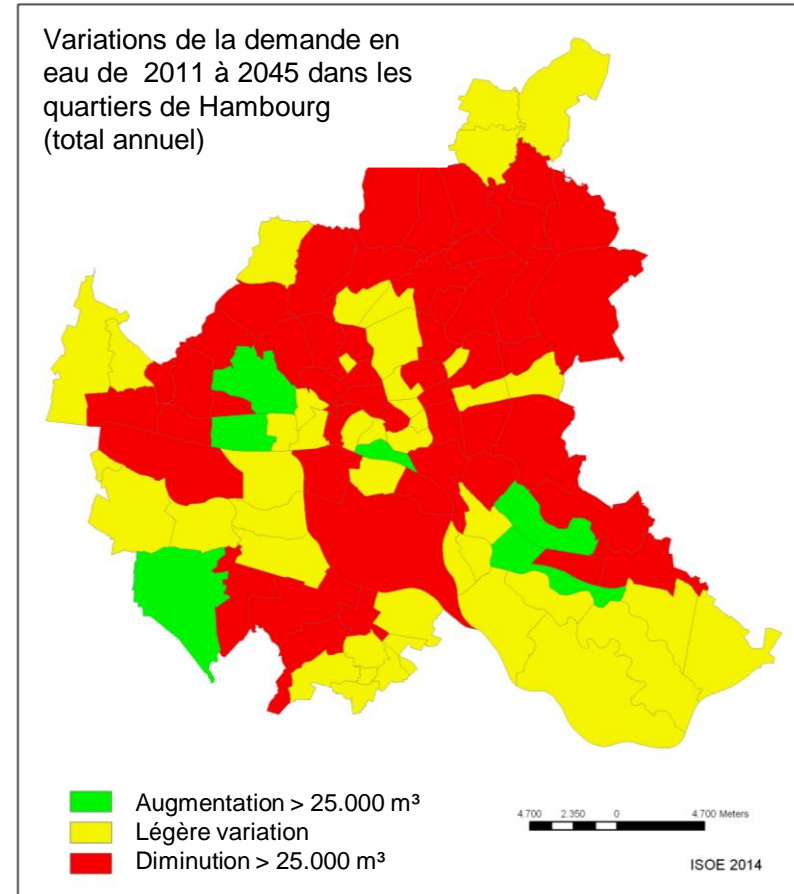 Variations de la demande en
eau de 2011 à 2045 dans les
quartiers de Hambourg
(total annuel)
Augmentation > 25.000 m³
Légère variation
Diminution > 25.000 m³
4.700 2.350 0 4.700 Meters
ISOE 2014